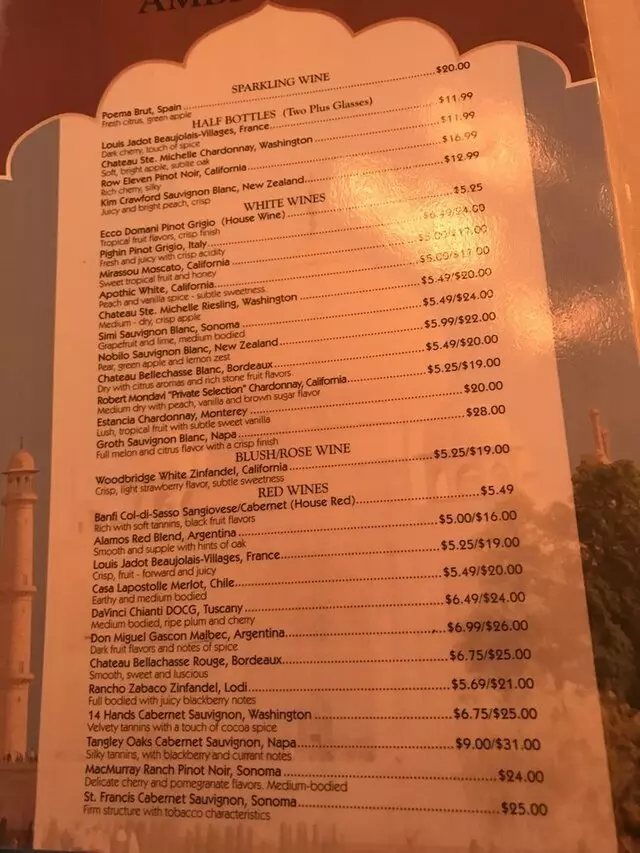 SPARKLING WINE
Poema Brut, Spain $20.00
Fresh citrus, green apple
HALF BOTTLES (Two Plus Glasses)
Louis Jadot Beaujolais-Villages, France $11.99
Dark cherry, touch of spice
Chateau Ste. Michelle Chardonnay, Washington $11.99
Soft, bright apple, subtle oak
Row Eleven Pinot Noir, California $16.99
Rich cherry, silky
Kim Crawford Sauvignon Blanc, New Zealand $12.99
Juicy and bright peach, crisp
WHITE WINES
Ecco Domani Pinot Grigio (House Wine) $5.25
Tropical fruit flavors, crisp finish
Pighin Pinot Grigio, Italy
Fresh and juicy with crisp acidity
Mirassou Moscato, California $5.00/$17.00
Sweet tropical fruit and honey
Apothic White, California $5.00/$17.00
Peach and vanilla spice - subtle sweetness
Chateau Ste. Michelle Riesling, Washington $5.49/$20.00
Medium - dry, crisp apple
Simi Sauvignon Blanc, Sonoma $5.49/$24.00
Grapefruit and lime, medium bodied
Nobilo Sauvignon Blanc, New Zealand $5.99/$22.00
Pear, green apple and lemon zest
Chateau Bellechasse Blanc, Bordeaux $5.49/$20.00
Dry with citrus aromas and rich stone fruit flavors.
Robert Mondavi "Private Selection" Chardonnay, California $5.25/$19.00
Medium dry with peach, vanilla and brown sugar flavor
Estancia Chardonnay, Monterey $20.00
Lush, tropical fruit with subtle sweet vanilla
Groth Sauvignon Blanc, Napa $28.00
Full melon and citrus flavor with a crisp finish
BLUSH/ROSE WINE
Woodbridge White Zinfandel, California $5.25/$19.00
Crisp, light strawberry flavor, subtle sweetness
RED WINES
Banfi Col-di-Sasso Sangiovese/Cabernet (House Red) $5.49
Rich with soft tannins, black fruit flavors
Alamos Red Blend, Argentina $5.00/$16.00
Smooth and supple with hints of oak
Louis Jadot Beaujolais-Villages, France $5.25/$19.00
Crisp, fruit - forward and juicy
Casa Lapostolle Merlot, Chile $5.49/$20.00
Earthy and medium bodied
DaVinci Chianti DOCG, Tuscany $6.49/$24.00
Medium bodied, ripe plum and cherry
Don Miguel Gascon Malbec, Argentina $6.99/$26.00
Dark fruit flavors and notes of spice
Chateau Bellachasse Rouge, Bordeaux $6.75/$25.00
Smooth, sweet and luscious
Rancho Zabaco Zinfandel, Lodi $5.69/$21.00
Full bodied with juicy blackberry notes
14 Hands Cabernet Sauvignon, Washington $6.75/$25.00
Velvety tannins with a touch of cocoa spice
Tangley Oaks Cabernet Sauvignon, Napa $9.00/$31.00
Silky tannins, with blackberry and currant notes
MacMurray Ranch Pinot Noir, Sonoma $24.00
Delicate cherry and pomegranate flavors. Medium-bodied
St. Francis Cabernet Sauvignon, Sonoma $25.00
Firm structure with tobacco characteristics